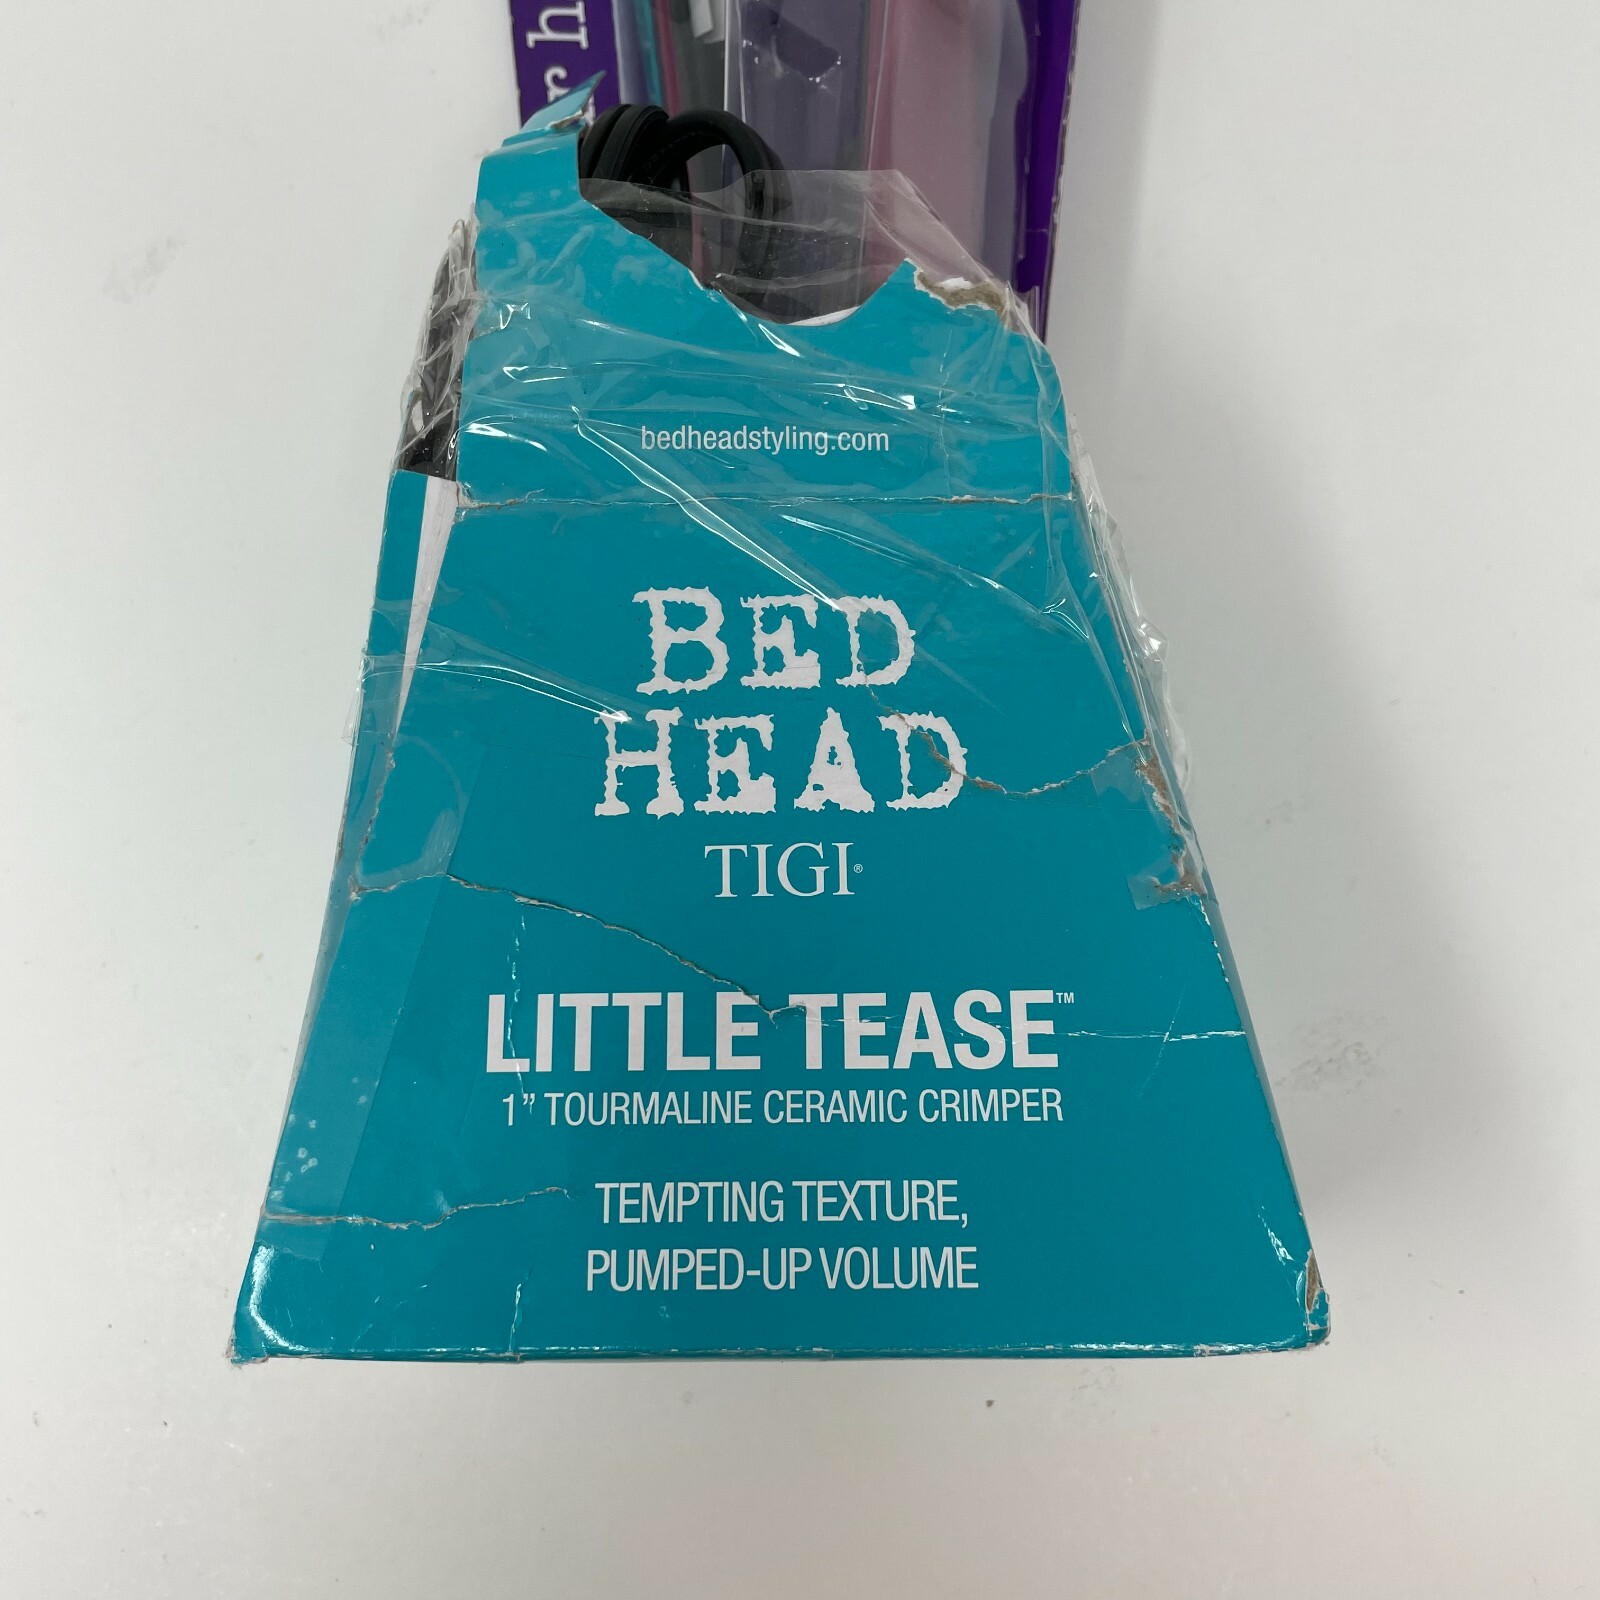 bedheadstyling.com
BED
HEAD
TIGI®
LITTLE TEASE™
1” TOURMALINE CERAMIC CRIMPER
TEMPTING TEXTURE,
PUMPED-UP VOLUME